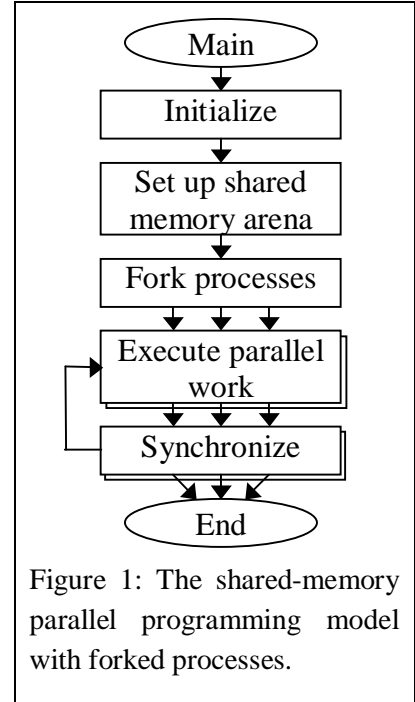 Main
Initialize
Set up shared
memory arena
Fork processes
Execute parallel
work
Synchronize
End
Figure 1: The shared-memory
parallel programming model
with forked processes.